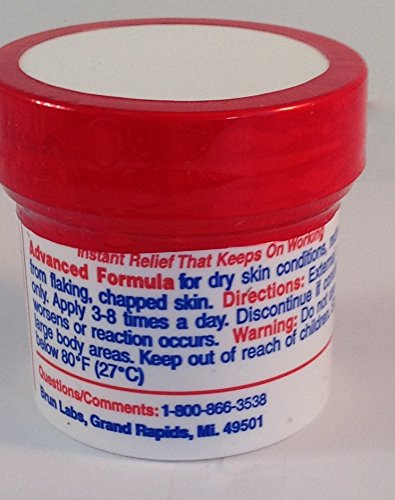 Instant Relief That Keeps On Working
Advanced Formula for dry skin conditions,
from flaking, chapped skin. Directions:
only. Apply 3-8 times a day. Discontinue if
worsens or reaction occurs. Warning: Do not
large body areas. Keep out of reach of children.
below 80°F (27°C)
Questions/Comments: 1-800-866-3538
Brun Labs, Grand Rapids, Mi. 49501